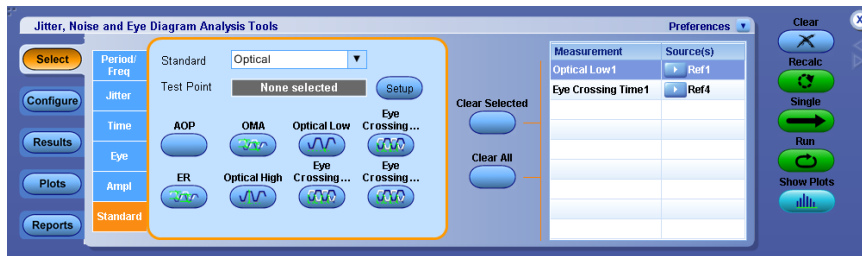 Jitter, Noise and Eye Diagram Analysis Tools
Preferences
Clear
Select
Period/
Freq
Standard
Optical
Measurement
Source(s)
Optical Low1
Ref1
Recalc
Jitter
Test Point
None selected
Setup
Eye Crossing Time1
Ref4
Configure
Clear Selected
Single
Time
AOP
OMA
Optical Low
Eye
Crossing...
Results
Run
Eye
Clear All
Plots
Ampl
ER
Optical High
Eye
Crossing...
Eye
Crossing...
Show Plots
Standard
Reports